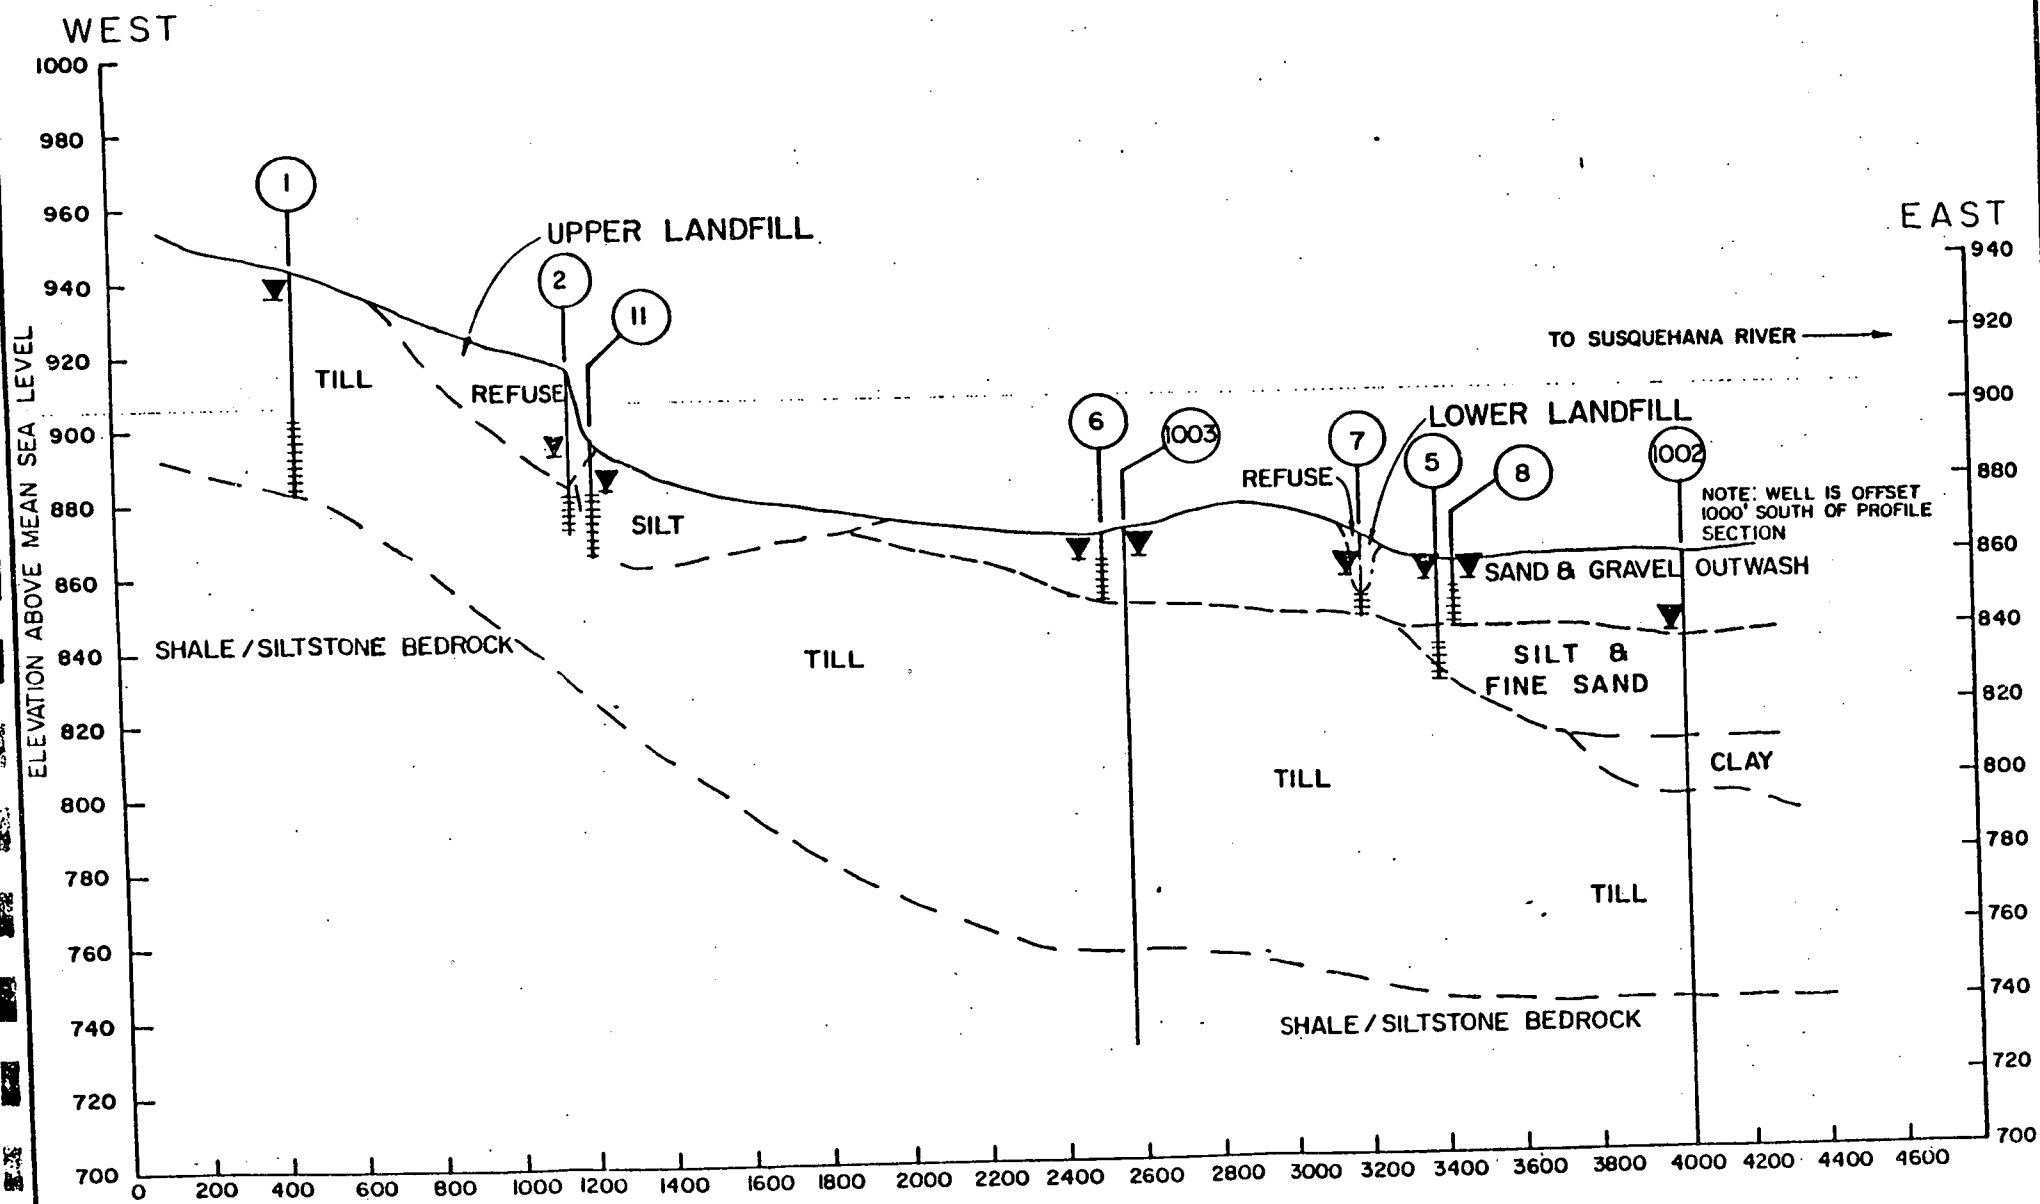 WEST
1000
980
960
940
920
900
880
860
840
820
800
780
760
740
720
700
ELEVATION ABOVE MEAN SEA LEVEL
1
UPPER LANDFILL
2
11
EAST
940
920
900
880
860
840
820
800
780
760
740
720
700
TO SUSQUEHANA RIVER
TILL
REFUSE
6
1003
7
LOWER LANDFILL
5
8
1002
REFUSE
NOTE: WELL IS OFFSET
1000' SOUTH OF PROFILE
SECTION
SILT
SAND & GRAVEL OUTWASH
SHALE/SILTSTONE BEDROCK
TILL
SILT &
FINE SAND
CLAY
TILL
TILL
SHALE/SILTSTONE BEDROCK
0 200 400 600 800 1000 1200 1400 1600 1800 2000 2200 2400 2600 2800 3000 3200 3400 3600 3800 4000 4200 4400 4600